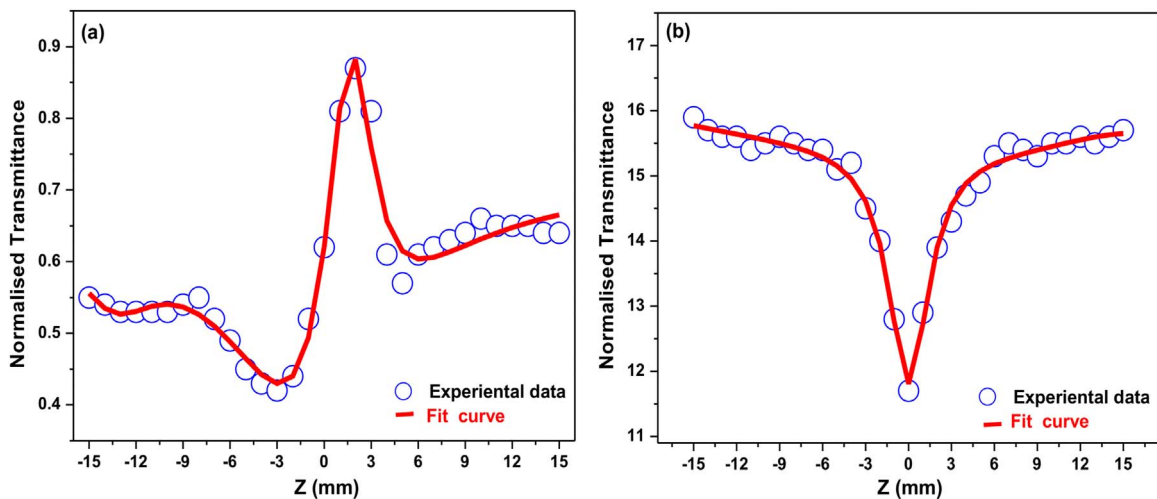 (a)
0.9
0.8
0.7
0.6
0.5
0.4
Normalised Transmittance
Experiental data
Fit curve
-15 -12 -9 -6 -3 0 3 6 9 12 15
Z (mm)
(b)
17
16
15
14
13
12
11
Normalised Transmittance
Experiental data
Fit curve
-15 -12 -9 -6 -3 0 3 6 9 12 15
Z (mm)